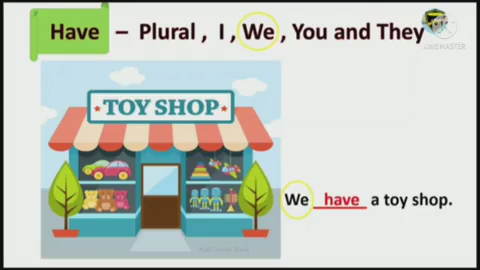 Have – Plural , I , We , You and They
TOY SHOP
We have a toy shop.